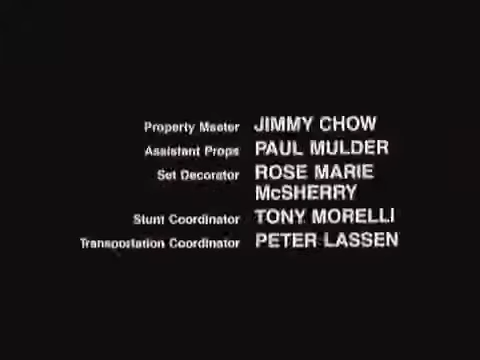 Property Master JIMMY CHOW
Assistant Props PAUL MULDER
Set Decorator ROSE MARIE
McSHERRY
Stunt Coordinator TONY MORELLI
Transportation Coordinator PETER LASSEN